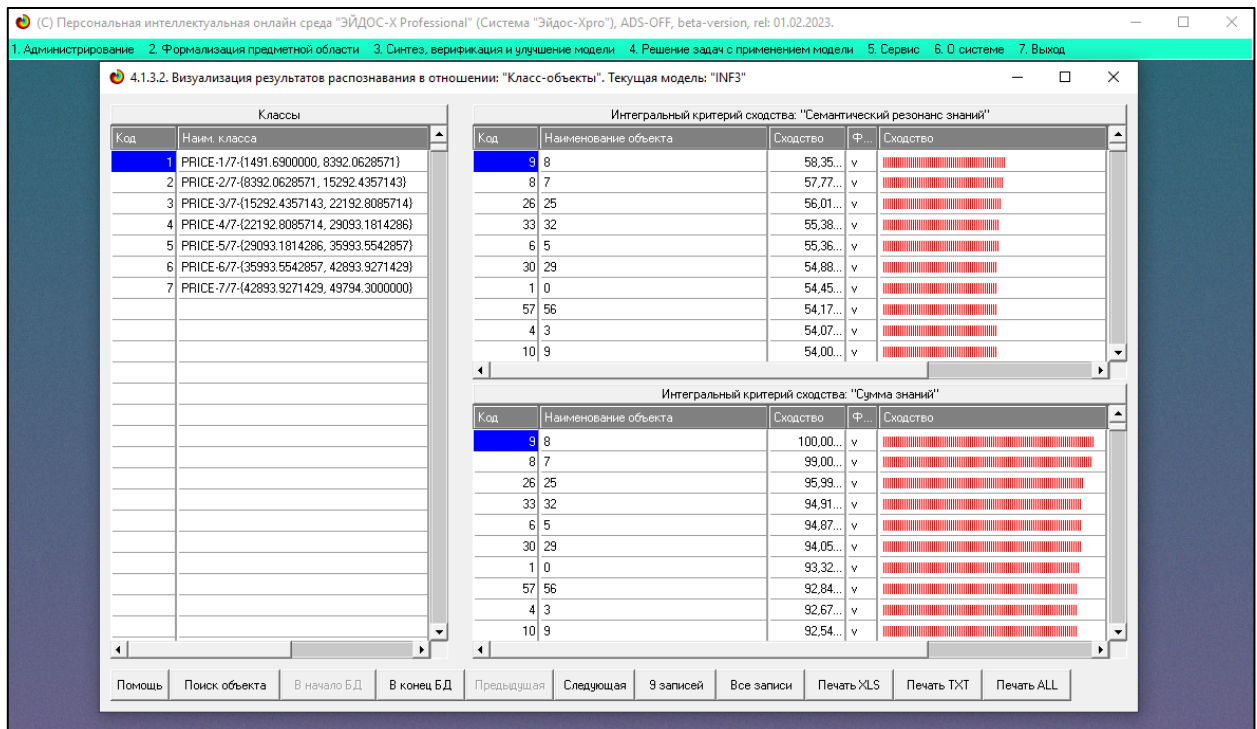 (C) Персональная интеллектуальная онлайн среда "ЭЙДОС-X Professional" (Система "Эйдос-Xpro"), ADS-OFF, beta-version, rel: 01.02.2023.
1. Администрирование 2. Формализация предметной области 3. Синтез, верификация и улучшение модели 4. Решение задач с применением модели 5. Сервис 6. О системе 7. Выход
4.1.3.2. Визуализация результатов распознавания в отношении: "Класс-объекты". Текущая модель: "INF3"
Классы
Код Наим. класса
1 PRICE-1/7-{1491.6900000, 8392.0628571}
2 PRICE-2/7-{8392.0628571, 15292.4357143}
3 PRICE-3/7-{15292.4357143, 22192.8085714}
4 PRICE-4/7-{22192.8085714, 29093.1814286}
5 PRICE-5/7-{29093.1814286, 35993.5542857}
6 PRICE-6/7-{35993.5542857, 42893.9271429}
7 PRICE-7/7-{42893.9271429, 49794.3000000}
Интегральный критерий сходства: "Семантический резонанс знаний"
Код Наименование объекта Сходство Ф... Сходство
9 8 58,35... v
8 7 57,77... v
26 25 56,01... v
33 32 55,38... v
6 5 55,36... v
30 29 54,88... v
1 0 54,45... v
57 56 54,17... v
4 3 54,07... v
10 9 54,00... v
Интегральный критерий сходства: "Сумма знаний"
Код Наименование объекта Сходство Ф... Сходство
9 8 100,00... v
8 7 99,00... v
26 25 95,99... v
33 32 94,91... v
6 5 94,87... v
30 29 94,05... v
1 0 93,32... v
57 56 92,84... v
4 3 92,67... v
10 9 92,54... v
Помощь Поиск объекта В начало БД В конец БД Предыдущая Следующая 9 записей Все записи Печать XLS Печать TXT Печать ALL